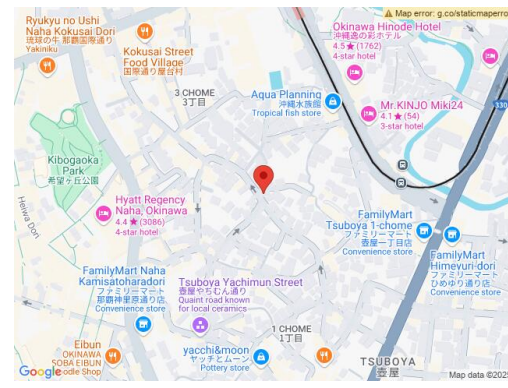 Map error: g.co/staticmaperro
Ryukyu no Ushi
Naha Kokusai Dori
琉球の牛 那覇国際通り
Yakiniku
Kokusai Street
Food Village
国際通り屋台村
Okinawa Hinode Hotel
沖縄逸の彩ホテル
4.5★(1762)
4-star hotel
3 CHOME
3丁目
Aqua Planning
沖縄水族館
Tropical fish store
Mr.KINJO Miki24
4.1★(54)
3-star hotel
330
Kibogaoka
Park
希望ヶ丘公園
Heiwa Dori
Hyatt Regency
Naha, Okinawa
4.4★(3086)
4-star hotel
FamilyMart
Tsuboya 1-chome
ファミリーマート
壺屋一丁目店
Convenience store
FamilyMart
Himeyuri-dori
ファミリーマート
ひめゆり通り店
Convenience store
FamilyMart Naha
Kamisatoharadori
ファミリーマート
那覇神里原通り店
Convenience store
Tsuboya Yachimun Street
壺屋やちむん通り
Quaint road known
for local ceramics
1 CHOME
1丁目
Eibun
OKINAWA
SOBA EIBUN
odle Shop
yacchi&moon
ヤッチとムーン
Pottery store
TSUBOYA
壺屋
Google
Map data ©2025